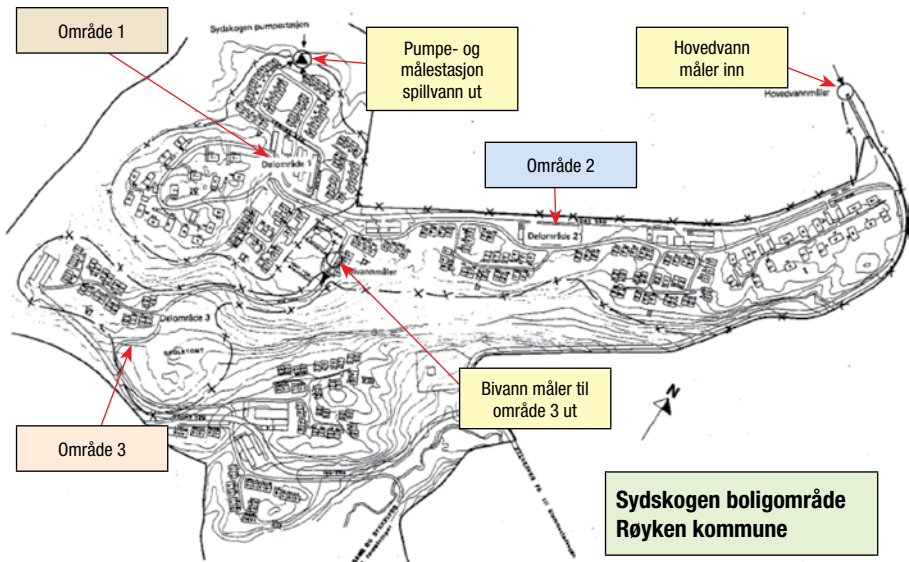 Område 1
Sydskogen pumpestasjon
Pumpe- og
målestasjon
spillvann ut
Hovedvann
måler inn
Hovedvannmåler
Delområde 1
Område 2
Delområde 2
Bivannmåler
Delområde 3
Område 3
Bivann måler til
område 3 ut
N
Sydskogen boligområde
Røyken kommune